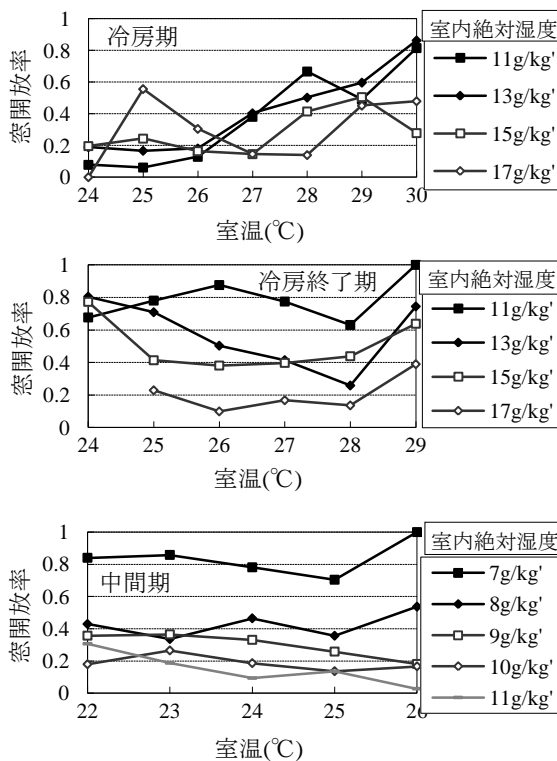 冷房期
窓開放率
1
0.8
0.6
0.4
0.2
0
24 25 26 27 28 29 30
室温(℃)
室内絶対湿度
11g/kg'
13g/kg'
15g/kg'
17g/kg'
冷房終了期
窓開放率
1
0.8
0.6
0.4
0.2
0
24 25 26 27 28 29
室温(℃)
室内絶対湿度
11g/kg'
13g/kg'
15g/kg'
17g/kg'
中間期
窓開放率
1
0.8
0.6
0.4
0.2
0
22 23 24 25 26
室温(℃)
室内絶対湿度
7g/kg'
8g/kg'
9g/kg'
10g/kg'
11g/kg'